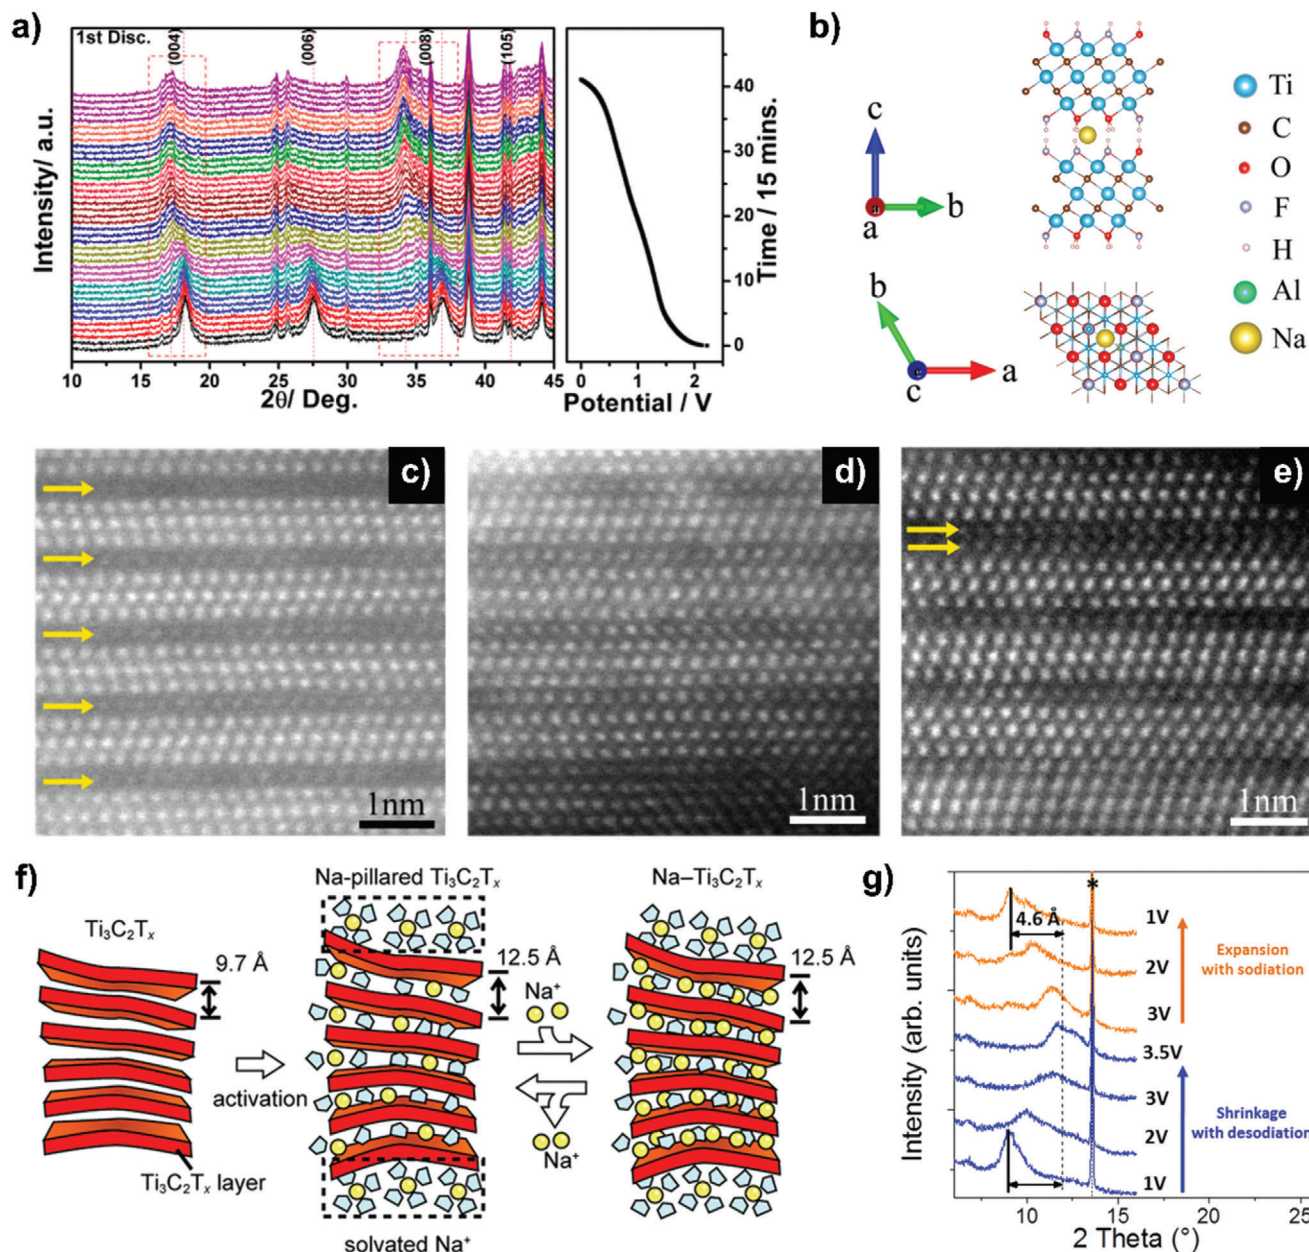 a)
1st Disc.
(004)
(006)
(008)
(105)
Intensity/ a.u.
10 15 20 25 30 35 40 45
2θ/ Deg.
40
30
20
10
0
Time / 15 mins.
0 1 2
Potential / V
b)
c
b
a
b
c
a
Ti
C
O
F
H
Al
Na
c)
1nm
d)
1nm
e)
1nm
f)
Ti₃C₂Tₓ
9.7 Å
Ti₃C₂Tₓ layer
activation
Na-pillared Ti₃C₂Tₓ
12.5 Å
solvated Na⁺
Na⁺
Na⁺
Na–Ti₃C₂Tₓ
12.5 Å
g)
Intensity (arb. units)
*
4.6 Å
1V
2V
3V
3.5V
3V
2V
1V
Expansion
with sodiation
Shrinkage
with desodiation
10 15 20 25
2 Theta (°)